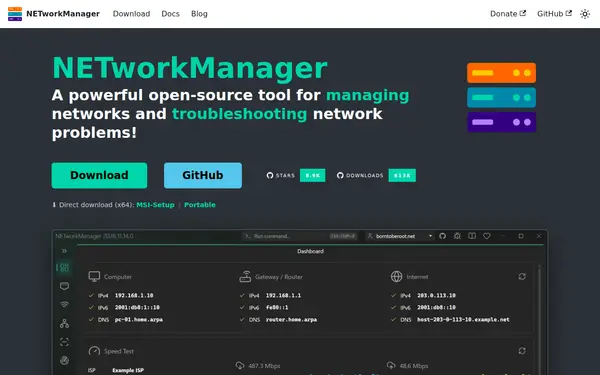 NETworkManager Download Docs Blog Donate GitHub
NETworkManager
A powerful open-source tool for managing
networks and troubleshooting network
problems!
Download GitHub STARS DOWNLOADS
⬇ Direct download (x64): MSI-Setup | Portable
NETworkManager Run command... borntoberoot.net
Dashboard
Computer Gateway / Router Internet
IPv4 192.168.1.10 IPv4 192.168.1.1 IPv4 203.0.113.10
IPv6 2001:db8:1::10 IPv6 fe80::1 IPv6 2001:db8::10
DNS pc-01.home.arpa DNS router.home.arpa DNS host-203-0-113-10.example.net
Speed Test
ISP Example ISP 487.3 Mbps 48.6 Mbps